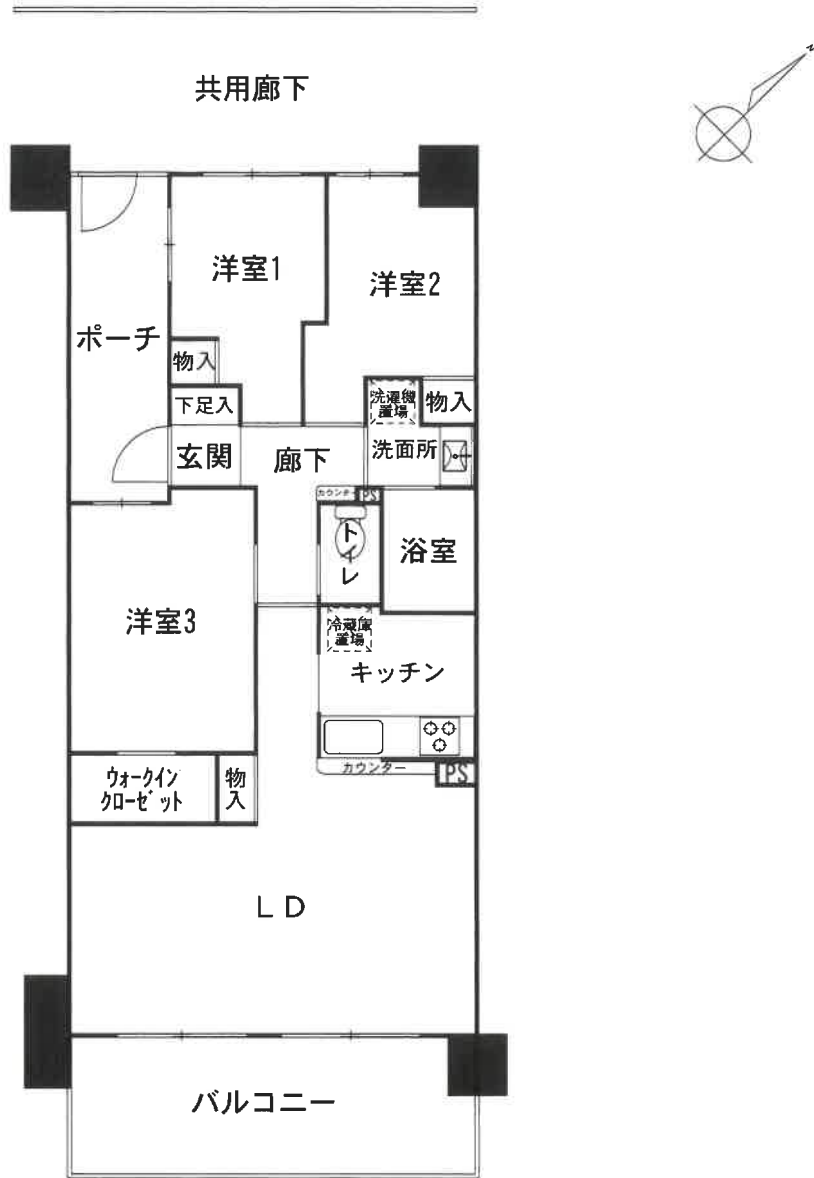 共用廊下
N
洋室1
洋室2
ポーチ
物入
下足入
洗濯機
置場
物入
玄関
廊下
洗面所
カウンター
PS
トイレ
浴室
洋室3
冷蔵庫
置場
キッチン
カウンター
PS
ウォークイン
クローゼット
物入
LD
バルコニー